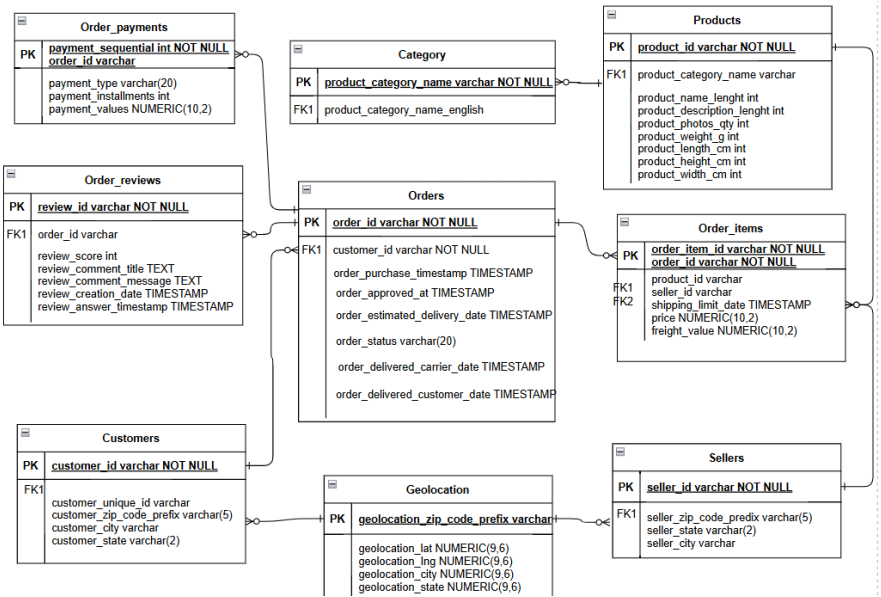 Order_payments
PK
payment_sequential int NOT NULL
order_id varchar
payment_type varchar(20)
payment_installments int
payment_values NUMERIC(10,2)
Category
PK
product_category_name varchar NOT NULL
FK1
product_category_name_english
Products
PK
product_id varchar NOT NULL
FK1
product_category_name varchar
product_name_lenght int
product_description_lenght int
product_photos_qty int
product_weight_g int
product_length_cm int
product_height_cm int
product_width_cm int
Order_reviews
PK
review_id varchar NOT NULL
FK1
order_id varchar
review_score int
review_comment_title TEXT
review_comment_message TEXT
review_creation_date TIMESTAMP
review_answer_timestamp TIMESTAMP
Orders
PK
order_id varchar NOT NULL
FK1
customer_id varchar NOT NULL
order_purchase_timestamp TIMESTAMP
order_approved_at TIMESTAMP
order_estimated_delivery_date TIMESTAMP
order_status varchar(20)
order_delivered_carrier_date TIMESTAMP
order_delivered_customer_date TIMESTAMP
Order_items
PK
order_item_id varchar NOT NULL
order_id varchar NOT NULL
FK1
FK2
product_id varchar
seller_id varchar
shipping_limit_date TIMESTAMP
price NUMERIC(10,2)
freight_value NUMERIC(10,2)
Customers
PK
customer_id varchar NOT NULL
FK1
customer_unique_id varchar
customer_zip_code_prefix varchar(5)
customer_city varchar
customer_state varchar(2)
Geolocation
PK
geolocation_zip_code_prefix varchar
geolocation_lat NUMERIC(9,6)
geolocation_lng NUMERIC(9,6)
geolocation_city NUMERIC(9,6)
geolocation_state NUMERIC(9,6)
Sellers
PK
seller_id varchar NOT NULL
FK1
seller_zip_code_predix varchar(5)
seller_state varchar(2)
seller_city varchar